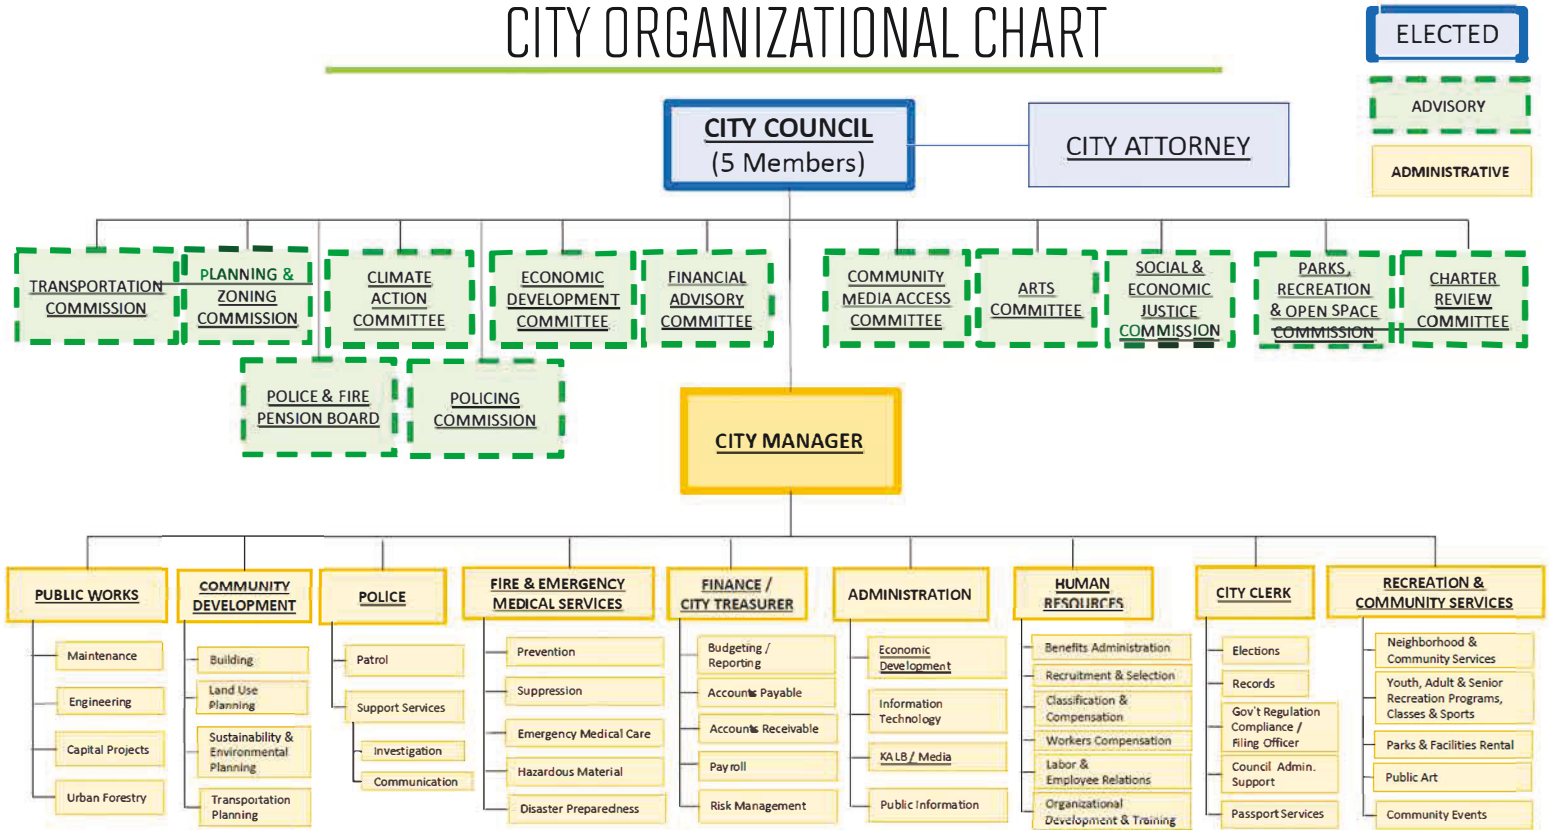 CITY ORGANIZATIONAL CHART
ELECTED
ADVISORY
ADMINISTRATIVE
CITY COUNCIL
(5 Members)
CITY ATTORNEY
TRANSPORTATION
COMMISSION
PLANNING &
ZONING
COMMISSION
CLIMATE
ACTION
COMMITTEE
ECONOMIC
DEVELOPMENT
COMMITTEE
FINANCIAL
ADVISORY
COMMITTEE
COMMUNITY
MEDIA ACCESS
COMMITTEE
ARTS
COMMITTEE
SOCIAL &
ECONOMIC
JUSTICE
COMMISSION
PARKS,
RECREATION
& OPEN SPACE
COMMISSION
CHARTER
REVIEW
COMMITTEE
POLICE & FIRE
PENSION BOARD
POLICING
COMMISSION
CITY MANAGER
PUBLIC WORKS
Maintenance
Engineering
Capital Projects
Urban Forestry
COMMUNITY
DEVELOPMENT
Building
Land Use
Planning
Sustainability &
Environmental
Planning
Transportation
Planning
POLICE
Patrol
Support Services
Investigation
Communication
FIRE & EMERGENCY
MEDICAL SERVICES
Prevention
Suppression
Emergency Medical Care
Hazardous Material
Disaster Preparedness
FINANCE /
CITY TREASURER
Budgeting /
Reporting
Accounts Payable
Accounts Receivable
Payroll
Risk Management
ADMINISTRATION
Economic
Development
Information
Technology
KALB / Media
Public Information
HUMAN
RESOURCES
Benefits Administration
Recruitment & Selection
Classification &
Compensation
Workers Compensation
Labor &
Employee Relations
Organizational
Development & Training
CITY CLERK
Elections
Records
Gov't Regulation
Compliance /
Filing Officer
Council Admin.
Support
Passport Services
RECREATION &
COMMUNITY SERVICES
Neighborhood &
Community Services
Youth, Adult & Senior
Recreation Programs,
Classes & Sports
Parks & Facilities Rental
Public Art
Community Events